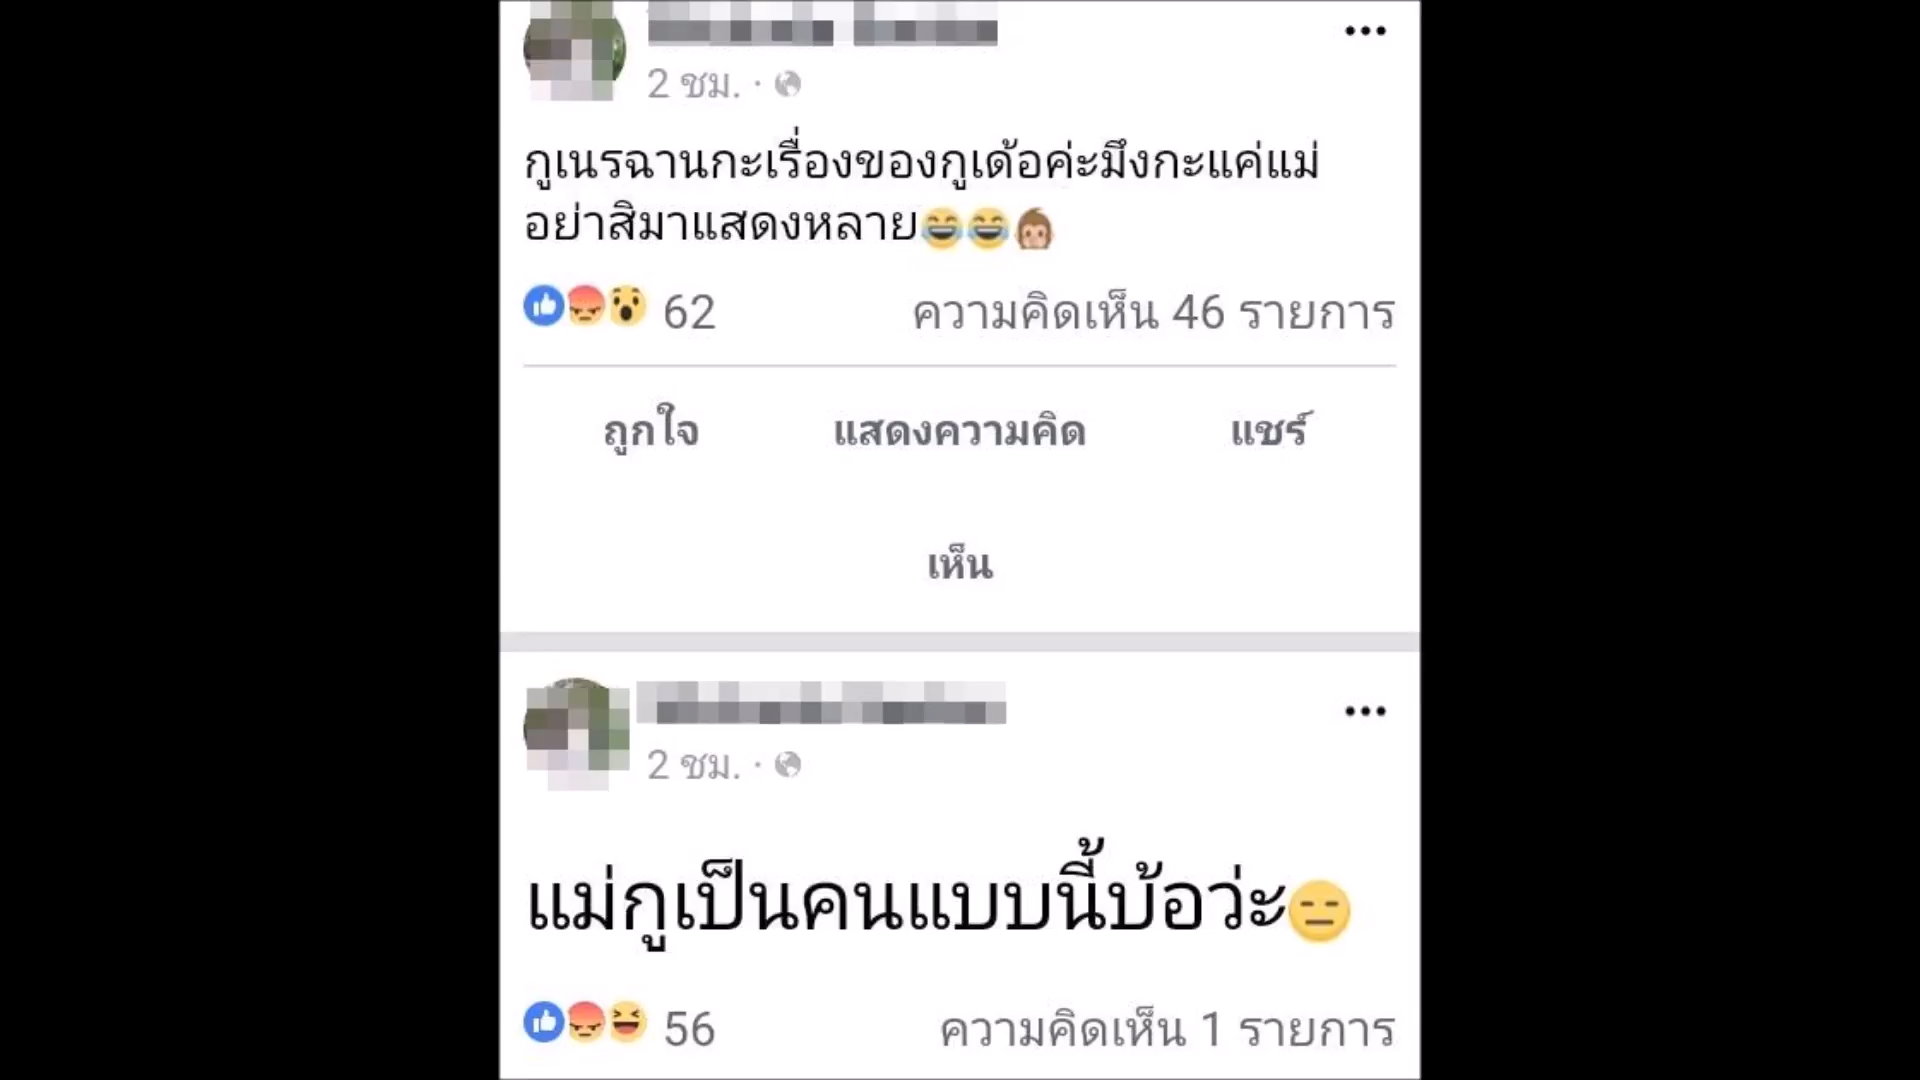 2 ชม. ·
กูเนรฉานกะเรื่องของกูเด้อค่ะมึงกะแค่แม่
อย่าสิมาแสดงหลาย😂😂🙊
62 ความคิดเห็น 46 รายการ
ถูกใจ แสดงความคิด แชร์
เห็น
2 ชม. ·
แม่กูเป็นคนแบบนี้บ้อว่ะ😑
56 ความคิดเห็น 1 รายการ